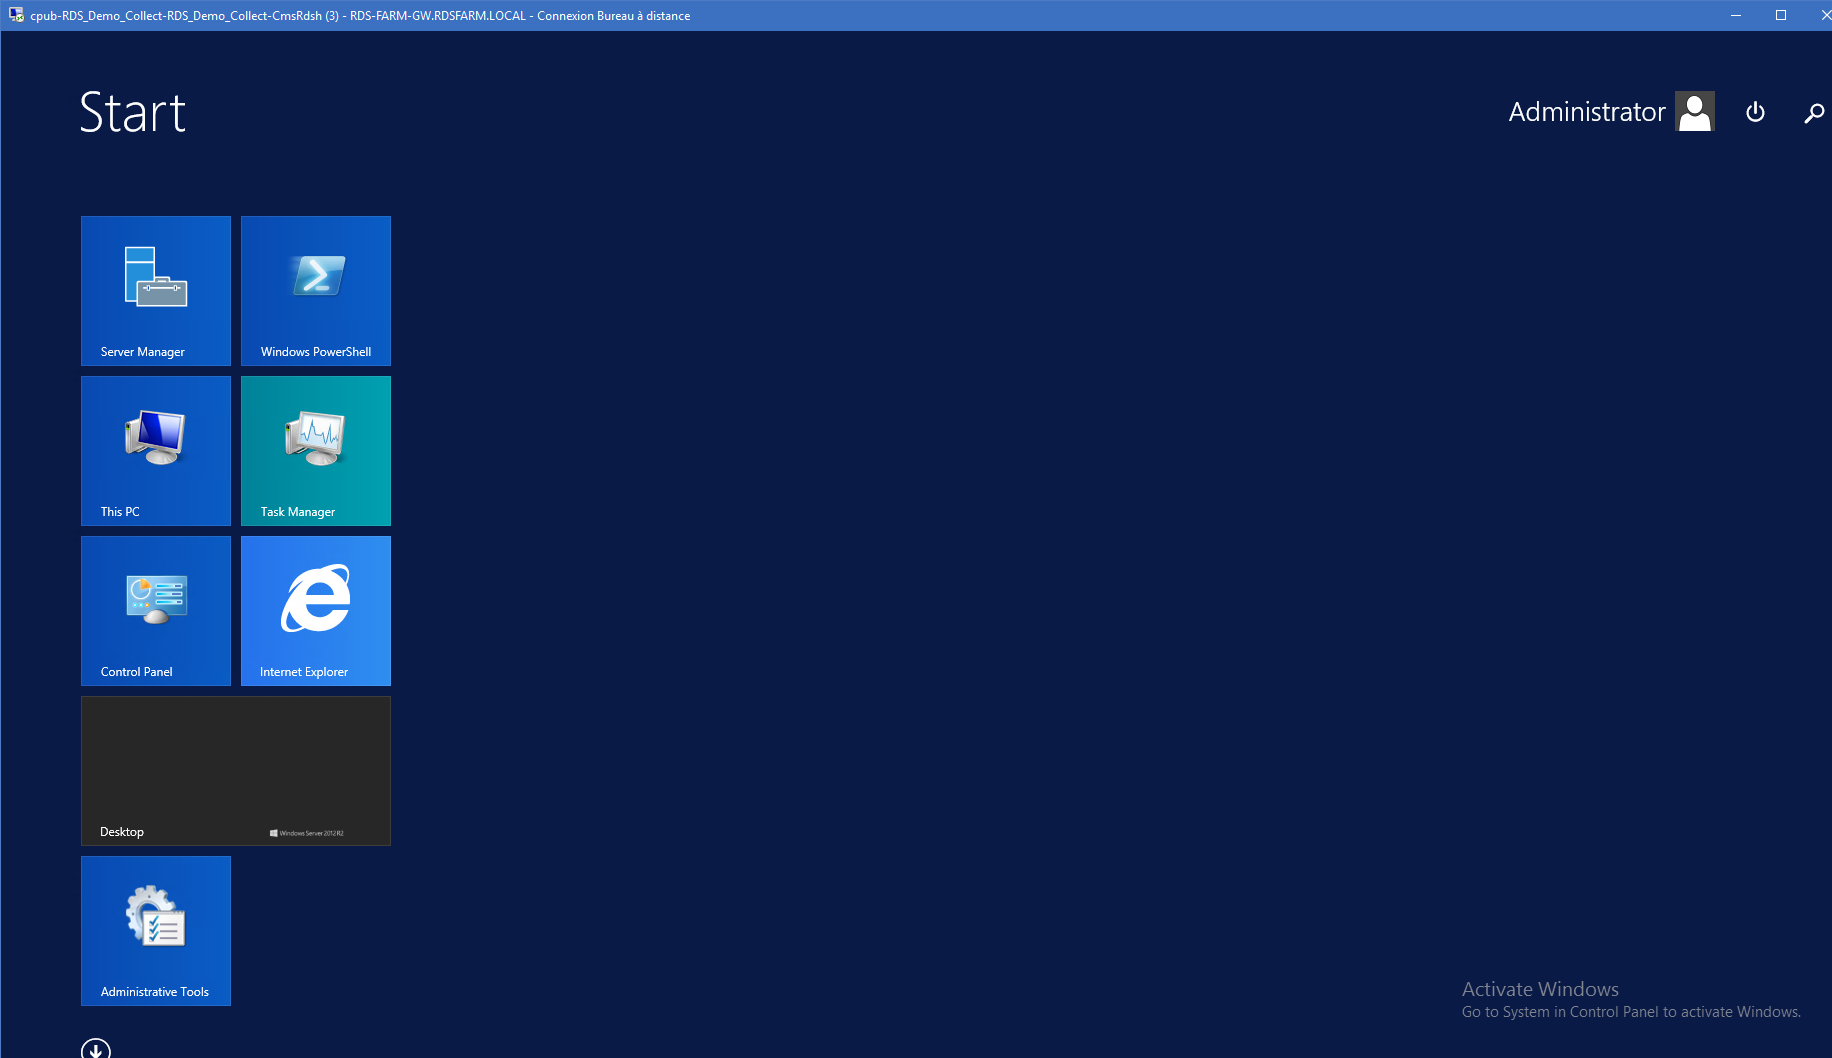 cpub-RDS_Demo_Collect-RDS_Demo_Collect-CmsRdsh (3) - RDS-FARM-GW.RDSFARM.LOCAL - Connexion Bureau à distance
Start
Administrator
Server Manager
Windows PowerShell
This PC
Task Manager
Control Panel
Internet Explorer
Desktop
Windows Server 2012 R2
Administrative Tools
Activate Windows
Go to System in Control Panel to activate Windows.